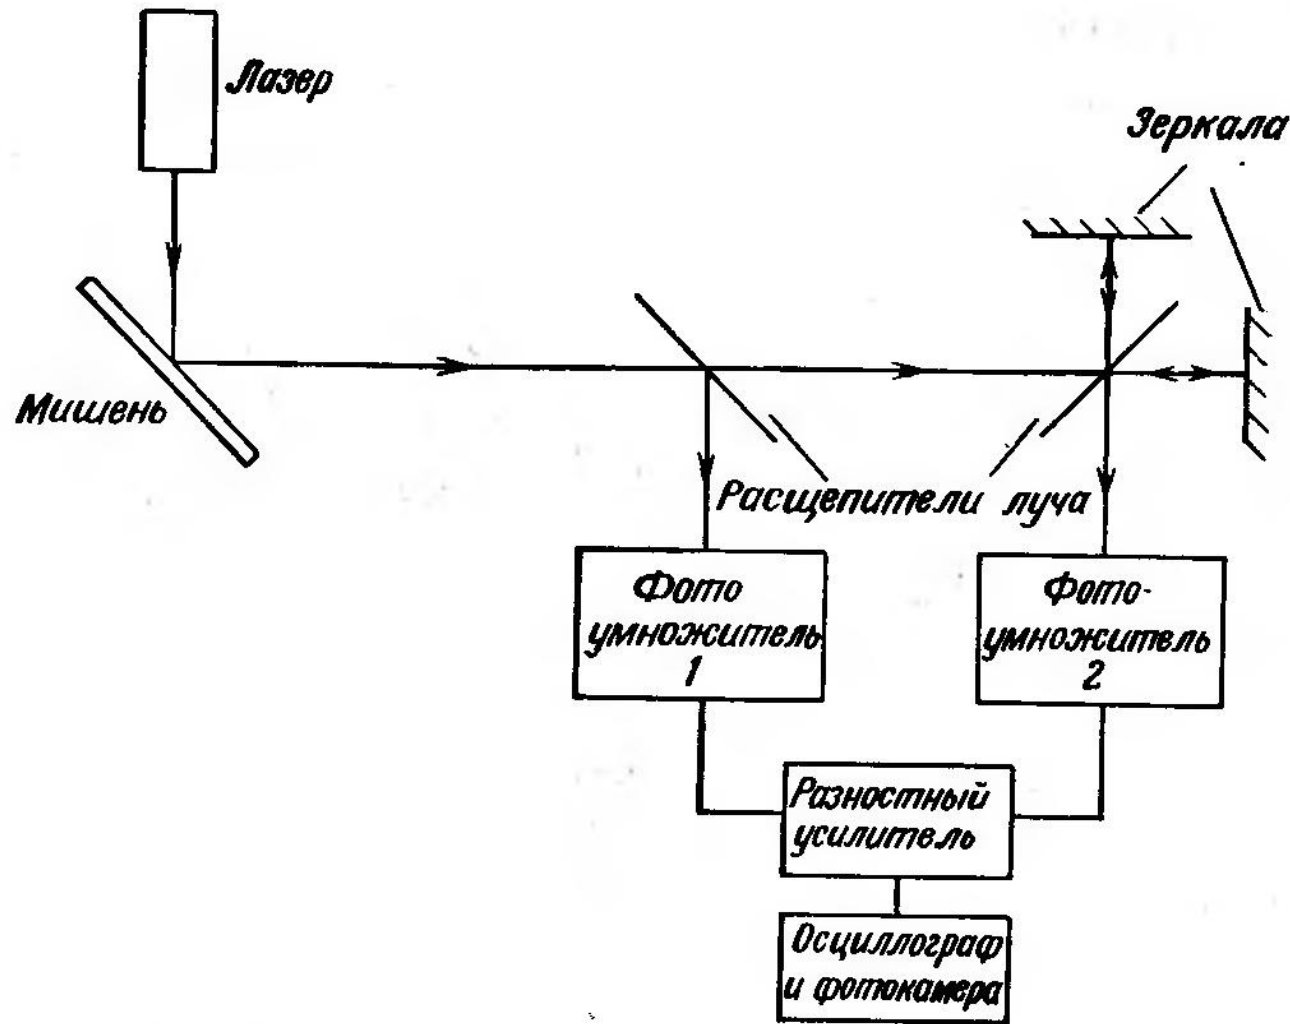 Лазер
Зеркала
Мишень
Расщепители луча
Фото
умножитель
1
Фото-
умножитель
2
Разностный
усилитель
Осциллограф
и фотокамера